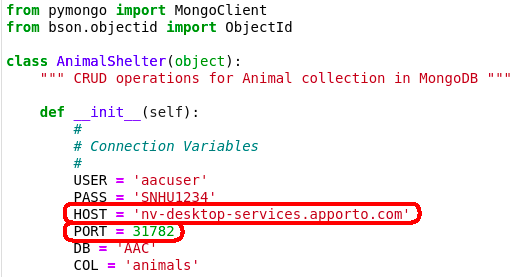 from pymongo import MongoClient
from bson.objectid import ObjectId
class AnimalShelter(object):
""" CRUD operations for Animal collection in MongoDB """
def __init__(self):
#
# Connection Variables
#
USER = 'aacuser'
PASS = 'SNHU1234'
HOST = 'nv-desktop-services.apporto.com'
PORT = 31782
DB = 'AAC'
COL = 'animals'